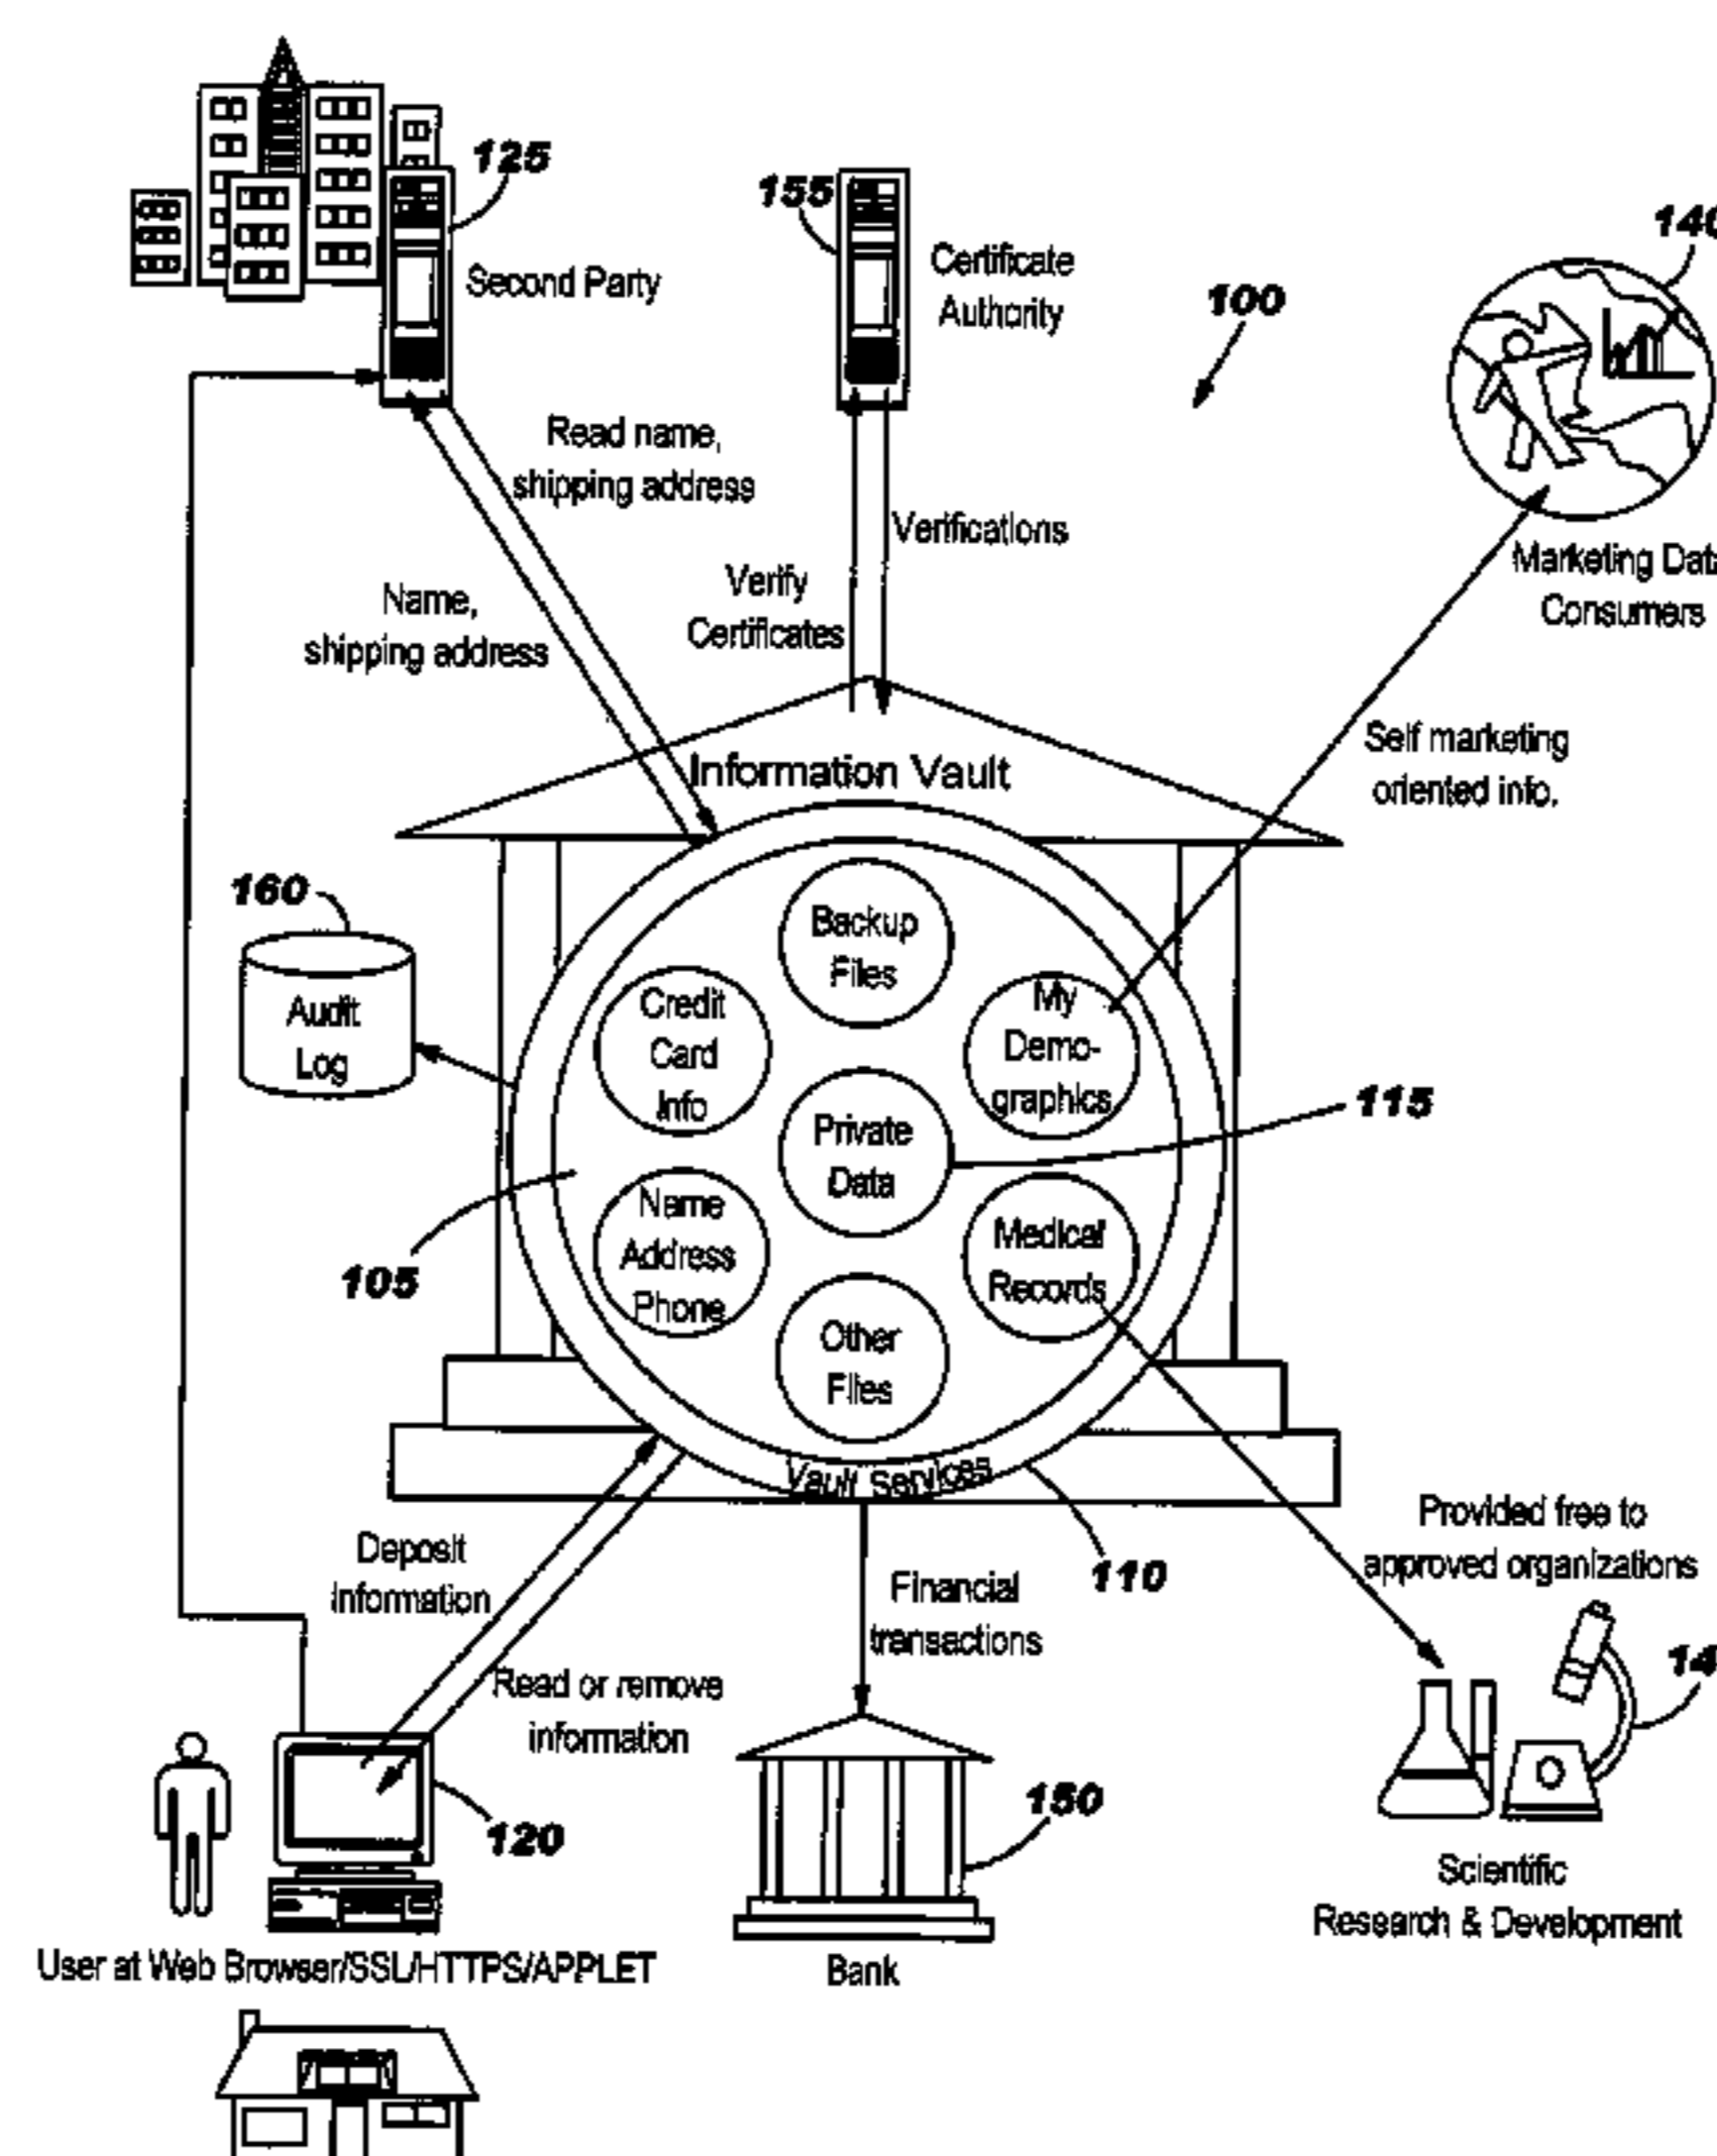 125
155
140
Second Party
Certificate
Authority
100
Read name,
shipping address
Verifications
Name,
shipping address
Verify
Certificates
Marketing Data
Consumers
Self marketing
oriented info.
Information Vault
160
Audit
Log
Backup
Files
Credit
Card
Info
My
Demo-
graphics
115
Private
Data
105
Name
Address
Phone
Medical
Records
Other
Files
Vault Services
110
Deposit
information
Financial
transactions
Provided free to
approved organizations
14
Read or remove
information
120
150
Scientific
Research & Development
User at Web Browser/SSL/HTTPS/APPLET
Bank